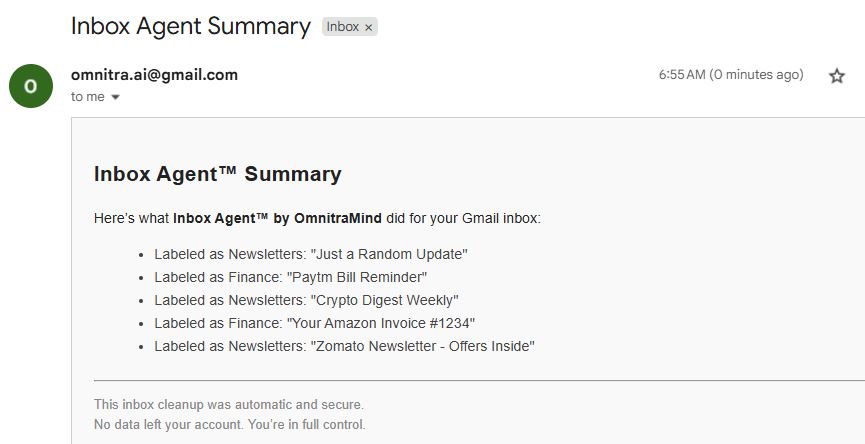 Inbox Agent Summary Inbox ×
O
omnitra.ai@gmail.com 6:55 AM (0 minutes ago)
to me
Inbox Agent™ Summary
Here’s what Inbox Agent™ by OmnitraMind did for your Gmail inbox:
• Labeled as Newsletters: "Just a Random Update"
• Labeled as Finance: "Paytm Bill Reminder"
• Labeled as Newsletters: "Crypto Digest Weekly"
• Labeled as Finance: "Your Amazon Invoice #1234"
• Labeled as Newsletters: "Zomato Newsletter - Offers Inside"
This inbox cleanup was automatic and secure.
No data left your account. You’re in full control.